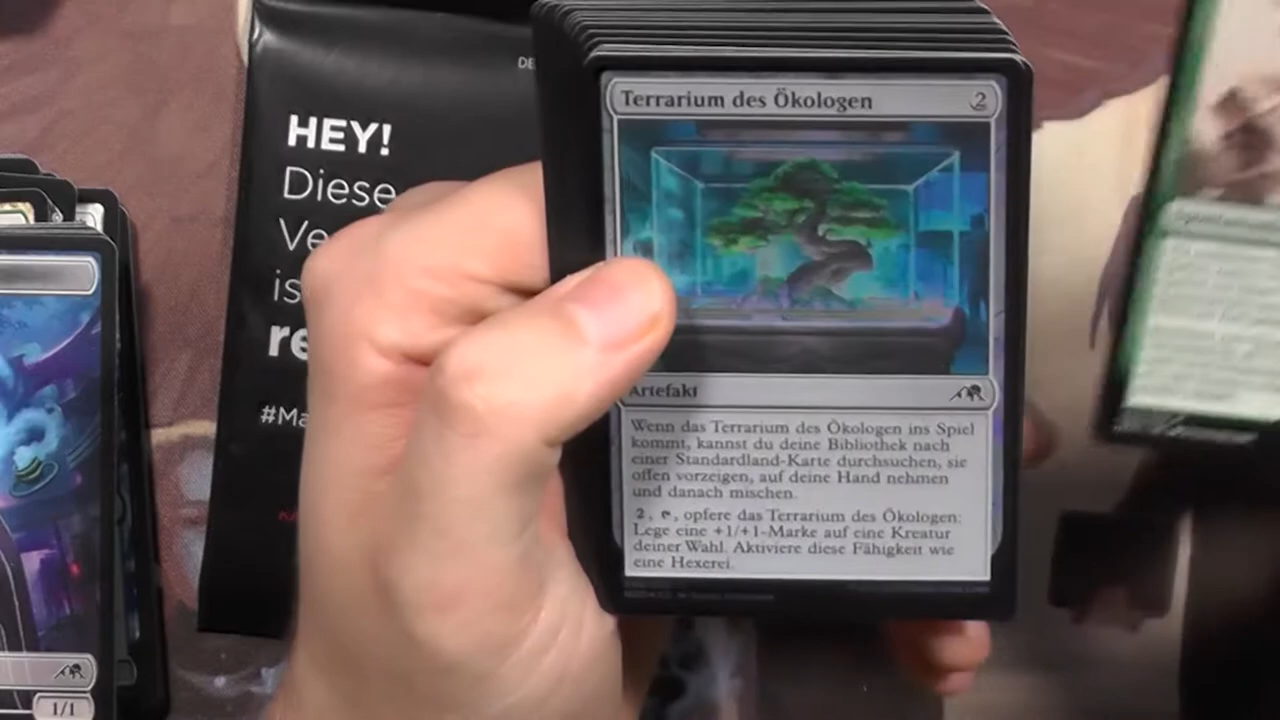 DE
HEY!
Diese
Ve
is
re
#Ma
Terrarium des Ökologen 2
Artefakt
Wenn das Terrarium des Ökologen ins Spiel
kommt, kannst du deine Bibliothek nach
einer Standardland-Karte durchsuchen, sie
offen vorzeigen, auf deine Hand nehmen
und danach mischen.
2, T, opfere das Terrarium des Ökologen:
Lege eine +1/+1-Marke auf eine Kreatur
deiner Wahl. Aktiviere diese Fähigkeit wie
eine Hexerei.
1/1